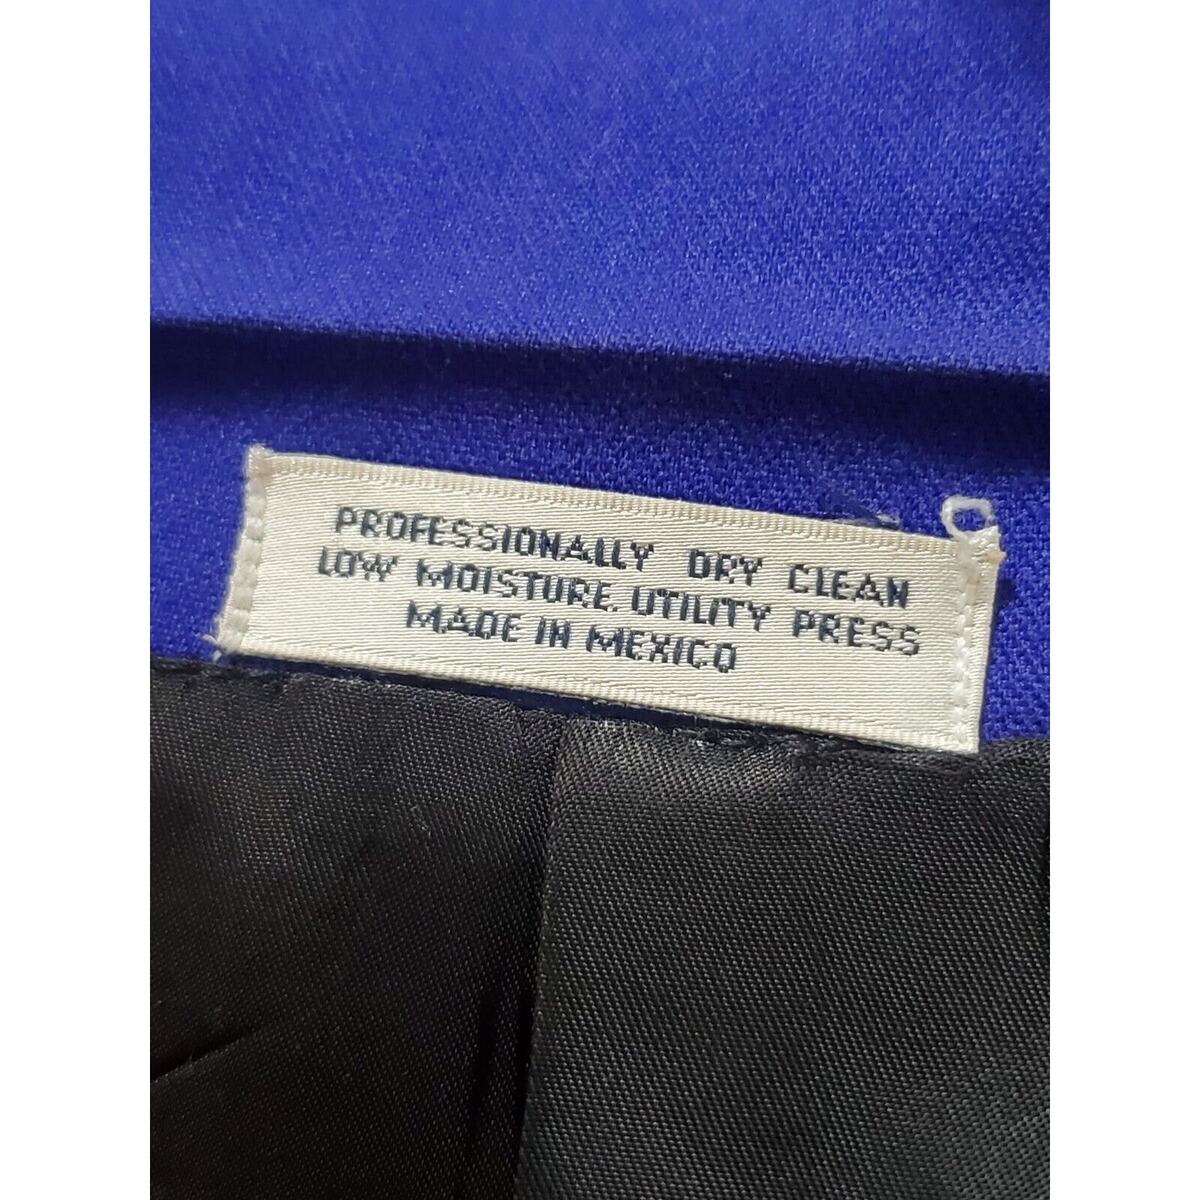 PROFESSIONALLY DRY CLEAN
LOW MOISTURE. UTILITY PRESS
MADE IN MEXICO